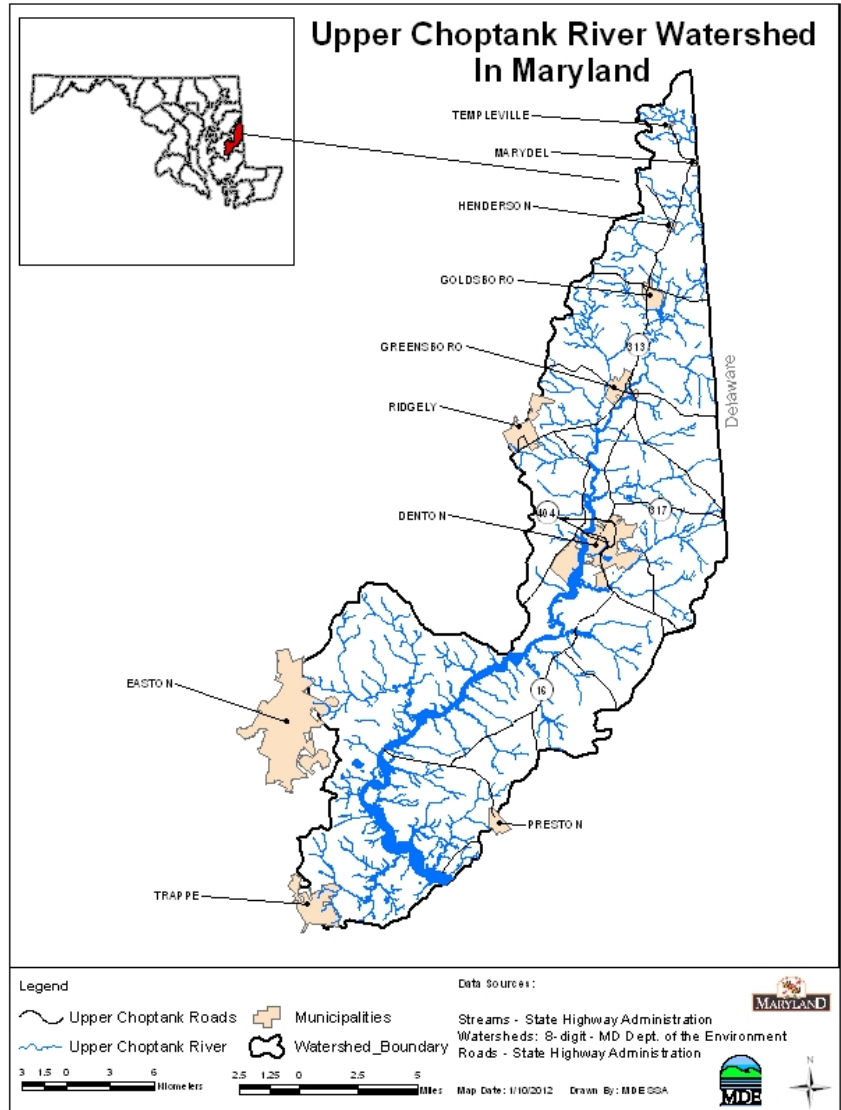 Upper Choptank River Watershed
In Maryland
TEMPLEVILLE
MARYDEL
HENDERSON
GOLDSBORO
313
GREENSBORO
Delaware
RIDGELY
404
317
DENTON
EASTON
16
PRESTON
TRAPPE
Legend
Upper Choptank Roads
Municipalities
Upper Choptank River
Watershed_Boundary
3 1.5 0 3 6
Kilometers
2.5 1.25 0 2.5 5
Miles
Data Sources:
Streams - State Highway Administration
Watersheds: 8-digit - MD Dept. of the Environment
Roads - State Highway Administration
Map Date: 1/10/2012 Drawn By: MDE SSA
MARYLAND
MDE
N